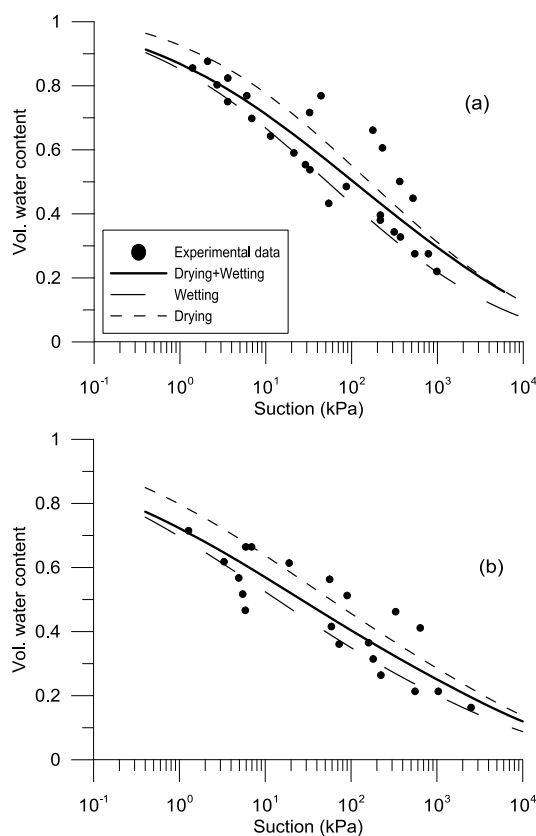 1
0.8
0.6
0.4
0.2
0
Vol. water content
(a)
Experimental data
Drying+Wetting
Wetting
Drying
10-1 100 101 102 103 104
Suction (kPa)
1
0.8
0.6
0.4
0.2
0
Vol. water content
(b)
10-1 100 101 102 103 104
Suction (kPa)